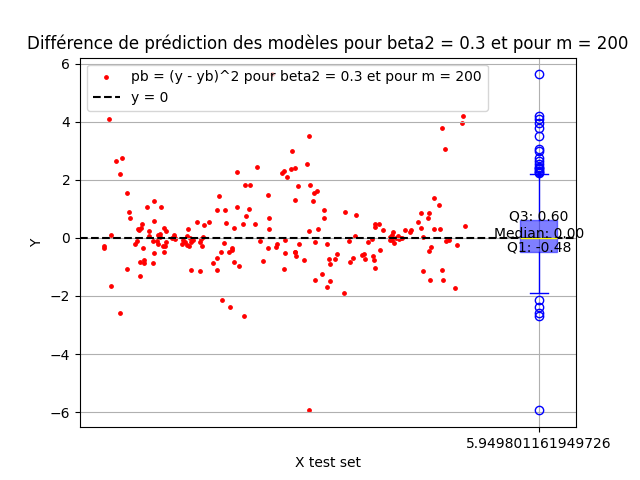 Différence de prédiction des modèles pour beta2 = 0.3 et pour m = 200
pb = (y - yb)^2 pour beta2 = 0.3 et pour m = 200
y = 0
6
4
2
0
−2
−4
−6
Y
Q3: 0.60
Median: 0.00
Q1: -0.48
5.949801161949726
X test set